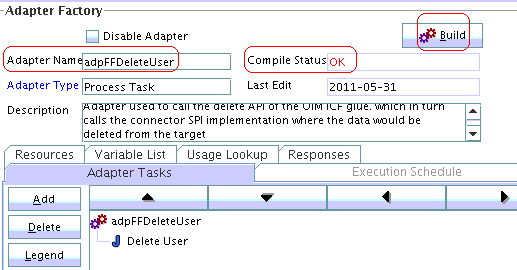 Adapter Factory
Disable Adapter
Build
Adapter Name adpFFDeleteUser Compile Status OK
Adapter Type Process Task Last Edit 2011-05-31
Description Adapter used to call the delete API of the OIM ICF glue, which in turn
calls the connector SPI implementation where the data would be
deleted from the target
Resources Variable List Usage Lookup Responses
Adapter Tasks Execution Schedule
Add
Delete
Legend
adpFFDeleteUser
J Delete User